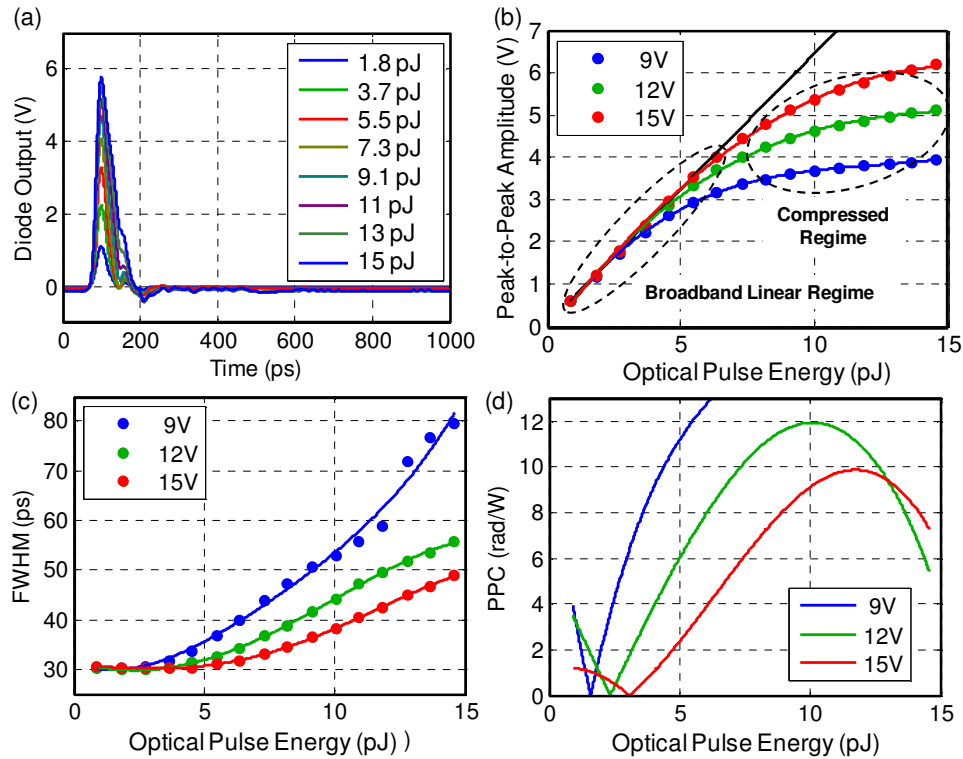 (a)
Diode Output (V)
6
4
2
0
1.8 pJ
3.7 pJ
5.5 pJ
7.3 pJ
9.1 pJ
11 pJ
13 pJ
15 pJ
0 200 400 600 800 1000
Time (ps)
(b)
Peak-to-Peak Amplitude (V)
7
6
5
4
3
2
1
0
9V
12V
15V
Compressed
Regime
Broadband Linear Regime
0 5 10 15
Optical Pulse Energy (pJ)
(c)
FWHM (ps)
80
70
60
50
40
30
9V
12V
15V
0 5 10 15
Optical Pulse Energy (pJ) )
(d)
PPC (rad/W)
12
10
8
6
4
2
0
9V
12V
15V
0 5 10 15
Optical Pulse Energy (pJ)